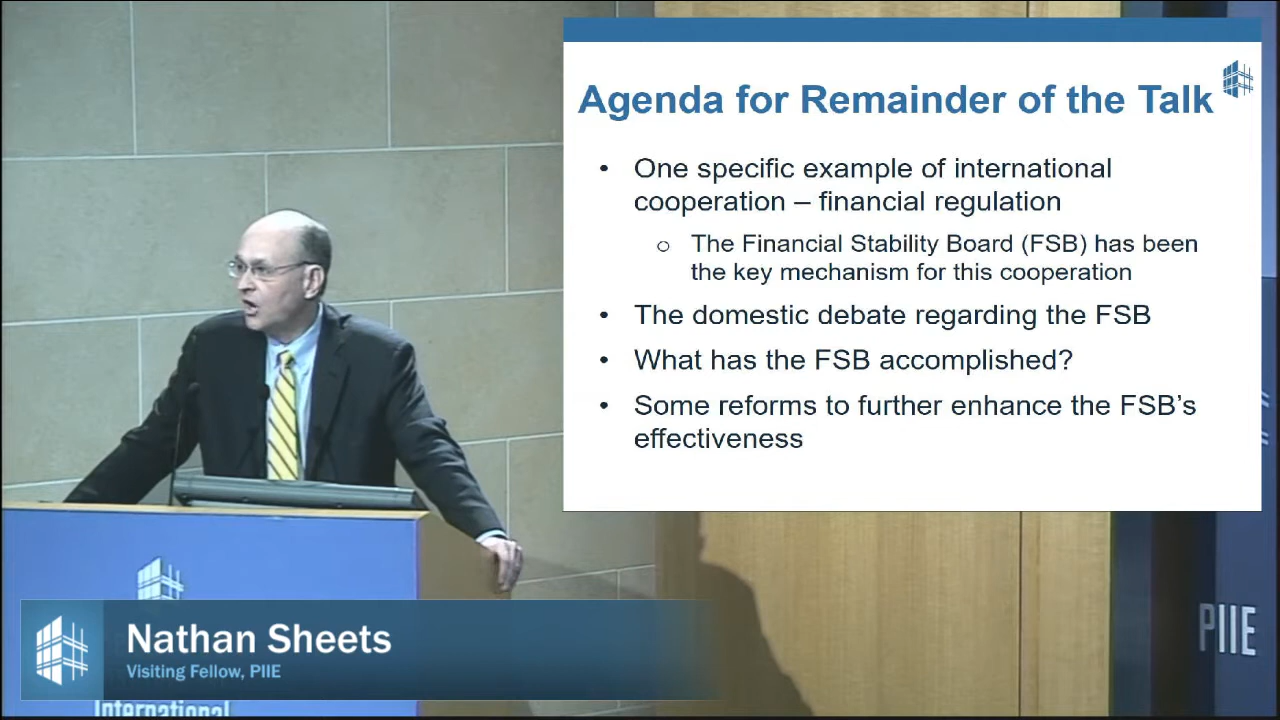 Agenda for Remainder of the Talk
• One specific example of international
cooperation – financial regulation
o The Financial Stability Board (FSB) has been
the key mechanism for this cooperation
• The domestic debate regarding the FSB
• What has the FSB accomplished?
• Some reforms to further enhance the FSB's
effectiveness
Nathan Sheets
Visiting Fellow, PIIE
International
PIIE